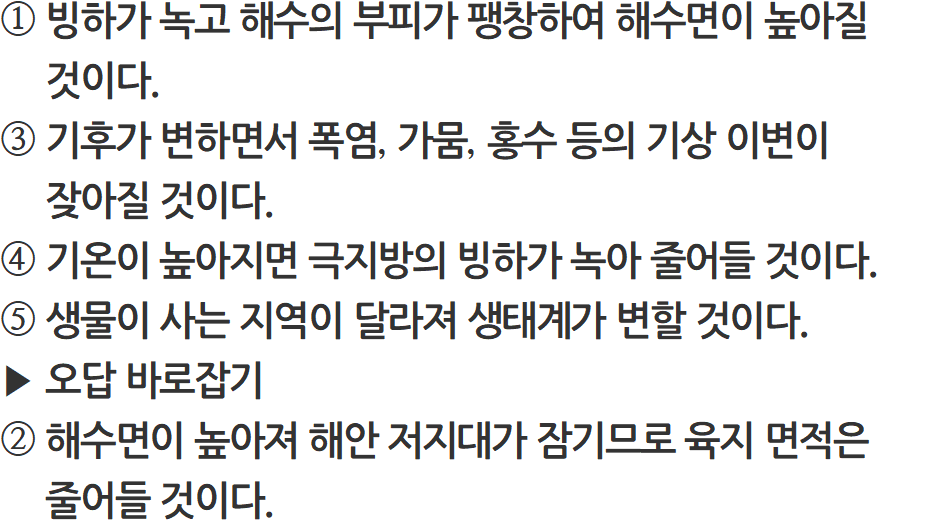 ① 빙하가 녹고 해수의 부피가 팽창하여 해수면이 높아질
것이다.
③ 기후가 변하면서 폭염, 가뭄, 홍수 등의 기상 이변이
잦아질 것이다.
④ 기온이 높아지면 극지방의 빙하가 녹아 줄어들 것이다.
⑤ 생물이 사는 지역이 달라져 생태계가 변할 것이다.
▶ 오답 바로잡기
② 해수면이 높아져 해안 저지대가 잠기므로 육지 면적은
줄어들 것이다.